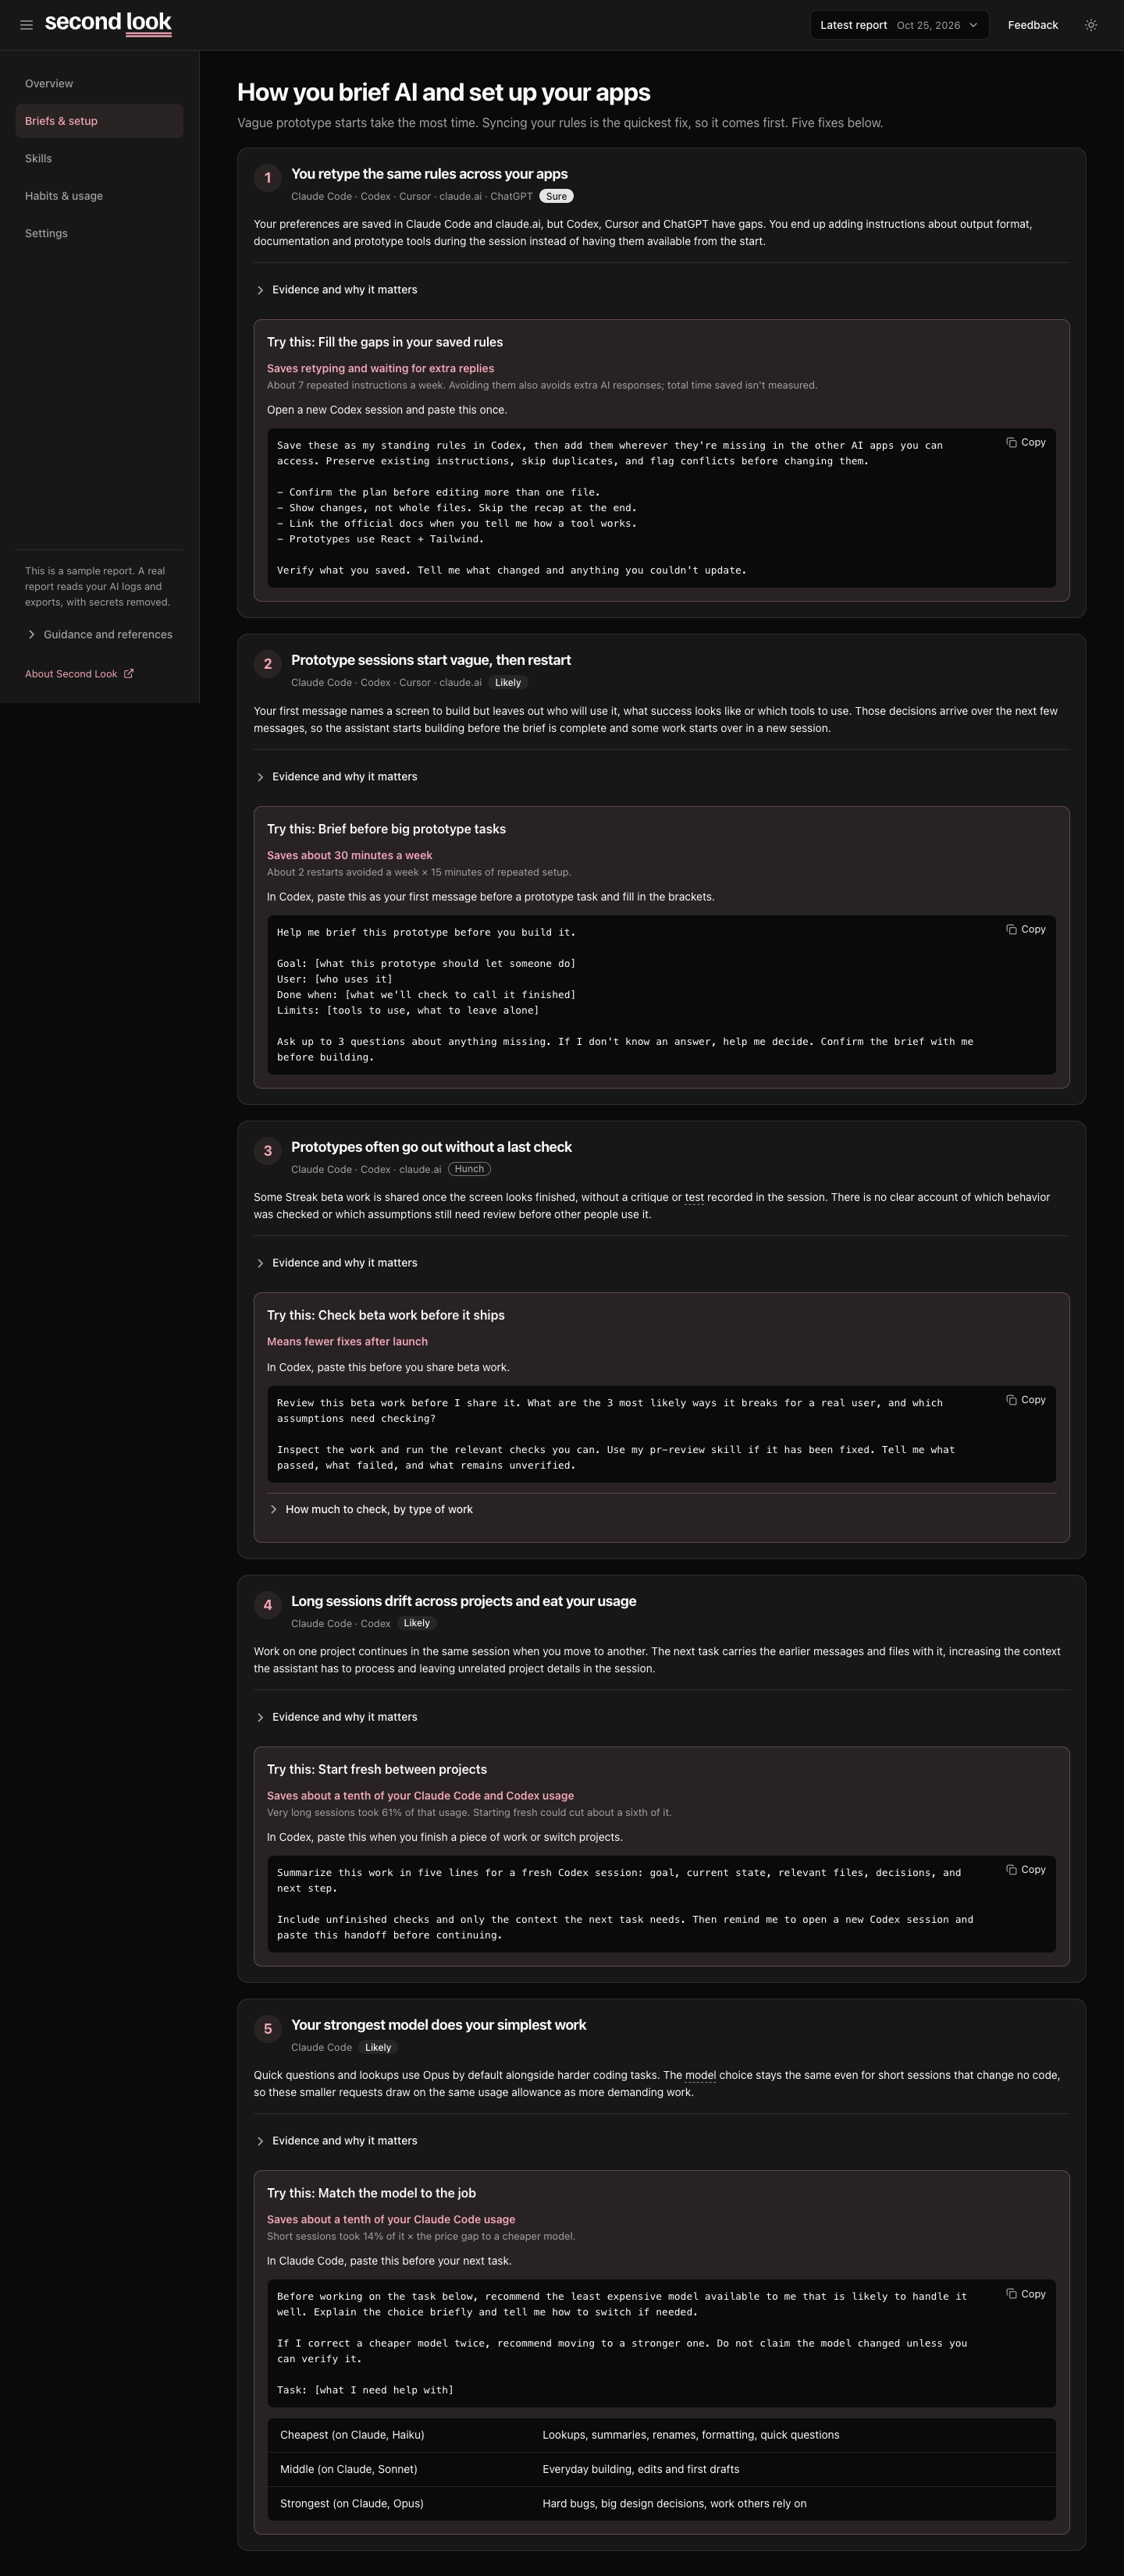 second look
Latest report Oct 25, 2026
Feedback
Overview
Briefs & setup
Skills
Habits & usage
Settings
This is a sample report. A real
report reads your AI logs and
exports, with secrets removed.
Guidance and references
About Second Look
How you brief AI and set up your apps
Vague prototype starts take the most time. Syncing your rules is the quickest fix, so it comes first. Five fixes below.
1
You retype the same rules across your apps
Claude Code · Codex · Cursor · claude.ai · ChatGPT Sure
Your preferences are saved in Claude Code and claude.ai, but Codex, Cursor and ChatGPT have gaps. You end up adding instructions about output format,
documentation and prototype tools during the session instead of having them available from the start.
Evidence and why it matters
Try this: Fill the gaps in your saved rules
Saves retyping and waiting for extra replies
About 7 repeated instructions a week. Avoiding them also avoids extra AI responses; total time saved isn't measured.
Open a new Codex session and paste this once.
Copy
Save these as my standing rules in Codex, then add them wherever they're missing in the other AI apps you can
access. Preserve existing instructions, skip duplicates, and flag conflicts before changing them.
– Confirm the plan before editing more than one file.
– Show changes, not whole files. Skip the recap at the end.
– Link the official docs when you tell me how a tool works.
– Prototypes use React + Tailwind.
Verify what you saved. Tell me what changed and anything you couldn't update.
2
Prototype sessions start vague, then restart
Claude Code · Codex · Cursor · claude.ai Likely
Your first message names a screen to build but leaves out who will use it, what success looks like or which tools to use. Those decisions arrive over the next few
messages, so the assistant starts building before the brief is complete and some work starts over in a new session.
Evidence and why it matters
Try this: Brief before big prototype tasks
Saves about 30 minutes a week
About 2 restarts avoided a week × 15 minutes of repeated setup.
In Codex, paste this as your first message before a prototype task and fill in the brackets.
Copy
Help me brief this prototype before you build it.
Goal: [what this prototype should let someone do]
User: [who uses it]
Done when: [what we'll check to call it finished]
Limits: [tools to use, what to leave alone]
Ask up to 3 questions about anything missing. If I don't know an answer, help me decide. Confirm the brief with me
before building.
3
Prototypes often go out without a last check
Claude Code · Codex · claude.ai Hunch
Some Streak beta work is shared once the screen looks finished, without a critique or test recorded in the session. There is no clear account of which behavior
was checked or which assumptions still need review before other people use it.
Evidence and why it matters
Try this: Check beta work before it ships
Means fewer fixes after launch
In Codex, paste this before you share beta work.
Copy
Review this beta work before I share it. What are the 3 most likely ways it breaks for a real user, and which
assumptions need checking?
Inspect the work and run the relevant checks you can. Use my pr–review skill if it has been fixed. Tell me what
passed, what failed, and what remains unverified.
How much to check, by type of work
4
Long sessions drift across projects and eat your usage
Claude Code · Codex Likely
Work on one project continues in the same session when you move to another. The next task carries the earlier messages and files with it, increasing the context
the assistant has to process and leaving unrelated project details in the session.
Evidence and why it matters
Try this: Start fresh between projects
Saves about a tenth of your Claude Code and Codex usage
Very long sessions took 61% of that usage. Starting fresh could cut about a sixth of it.
In Codex, paste this when you finish a piece of work or switch projects.
Copy
Summarize this work in five lines for a fresh Codex session: goal, current state, relevant files, decisions, and
next step.
Include unfinished checks and only the context the next task needs. Then remind me to open a new Codex session and
paste this handoff before continuing.
5
Your strongest model does your simplest work
Claude Code Likely
Quick questions and lookups use Opus by default alongside harder coding tasks. The model choice stays the same even for short sessions that change no code,
so these smaller requests draw on the same usage allowance as more demanding work.
Evidence and why it matters
Try this: Match the model to the job
Saves about a tenth of your Claude Code usage
Short sessions took 14% of it × the price gap to a cheaper model.
In Claude Code, paste this before your next task.
Copy
Before working on the task below, recommend the least expensive model available to me that is likely to handle it
well. Explain the choice briefly and tell me how to switch if needed.
If I correct a cheaper model twice, recommend moving to a stronger one. Do not claim the model changed unless you
can verify it.
Task: [what I need help with]
Cheapest (on Claude, Haiku) Lookups, summaries, renames, formatting, quick questions
Middle (on Claude, Sonnet) Everyday building, edits and first drafts
Strongest (on Claude, Opus) Hard bugs, big design decisions, work others rely on